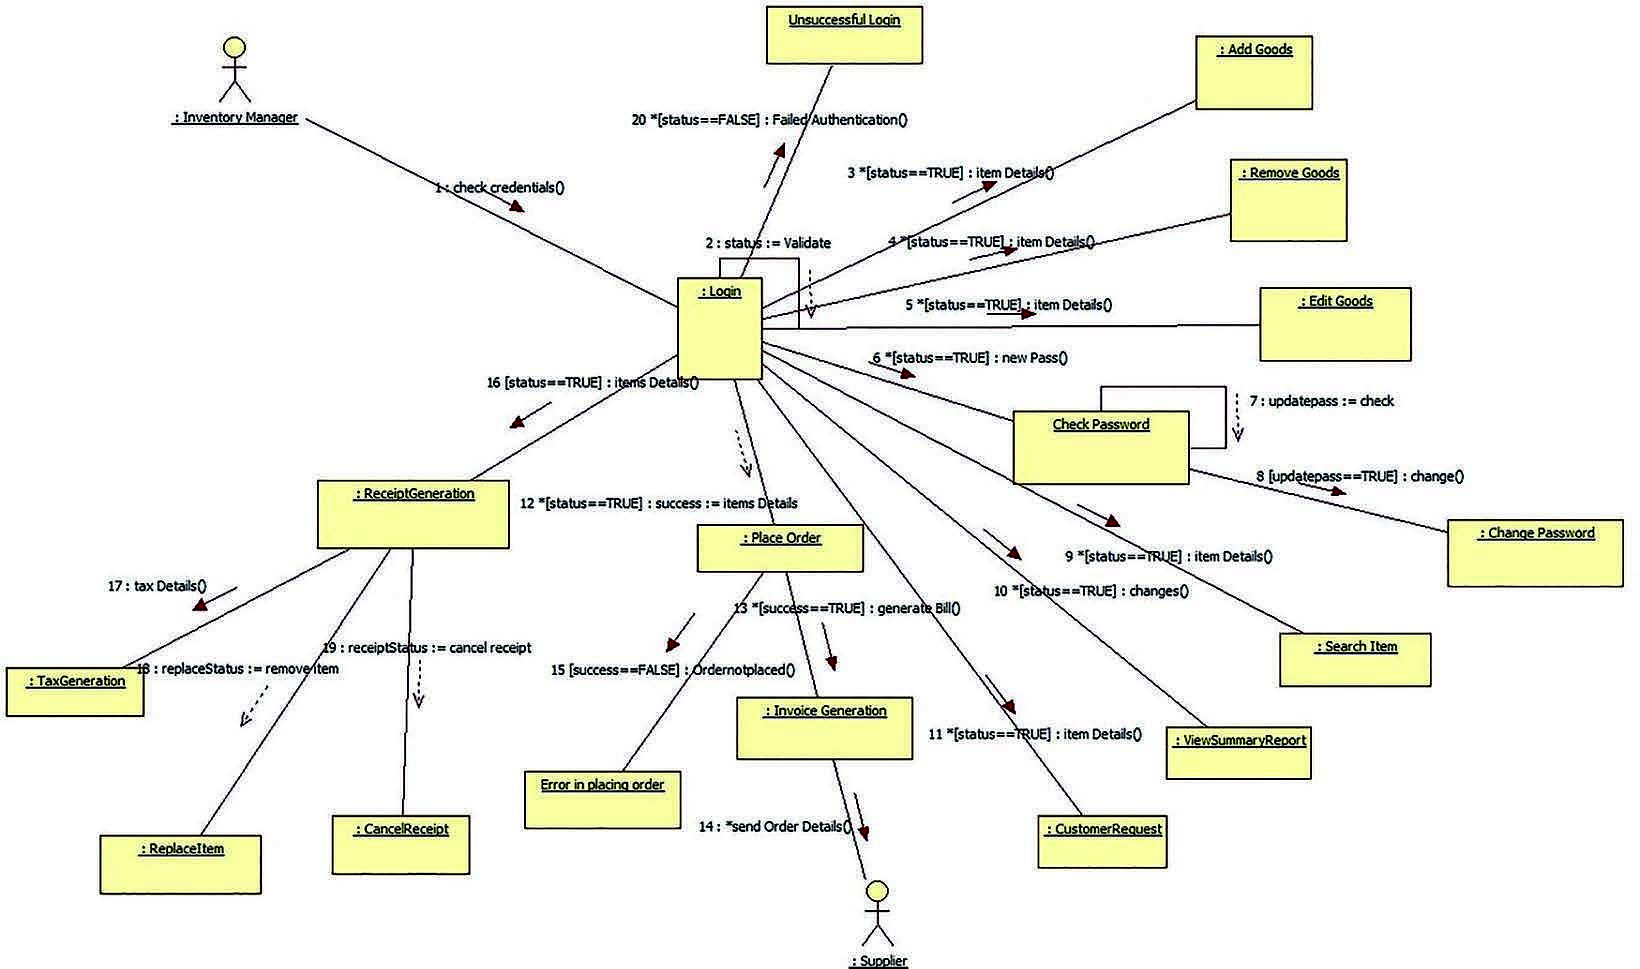 Unsuccessful Login
: Add Goods
: Inventory Manager
20 *[status==FALSE] : Failed Authentication()
3 *[status==TRUE] : item Details()
: Remove Goods
1 : check credentials()
2 : status := Validate
4 *[status==TRUE] : item Details()
: Login
5 *[status==TRUE] : item Details()
: Edit Goods
6 *[status==TRUE] : new Pass()
16 [status==TRUE] : items Details()
7 : updatepass := check
Check Password
8 [updatepass==TRUE] : change()
: ReceiptGeneration
12 *[status==TRUE] : success := items Details
: Place Order
: Change Password
9 *[status==TRUE] : item Details()
17 : tax Details()
10 *[status==TRUE] : changes()
13 *[success==TRUE] : generate Bill()
19 : receiptStatus := cancel receipt
: Search Item
18 : replaceStatus := remove item
15 [success==FALSE] : Ordernotplaced()
: TaxGeneration
: Invoice Generation
11 *[status==TRUE] : item Details()
: ViewSummaryReport
Error in placing order
14 : *send Order Details()
: CancelReceipt
: CustomerRequest
: ReplaceItem
: Supplier